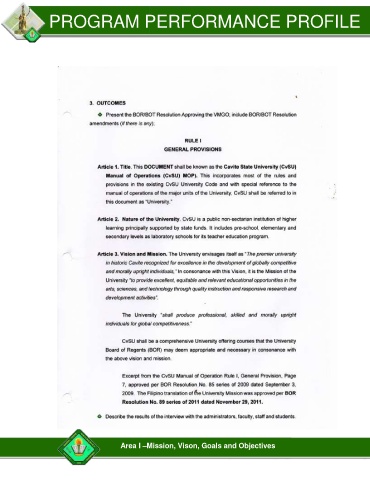 PROGRAM PERFORMANCE PROFILE
3. OUTCOMES
Present the BOR/BOT Resolution Approving the VMGO; include BOR/BOT Resolution
amendments (if there is any);
RULE I
GENERAL PROVISIONS
Article 1. Title. This DOCUMENT shall be known as the Cavite State University (CvSU)
Manual of Operations (CvSU MOP). This incorporates most of the rules and
provisions in the existing CvSU University Code and with special reference to the
manual of operations of the major units of the University. CvSU shall be referred to in
this document as "University."
Article 2. Nature of the University. CvSU is a public non-sectarian institution of higher
learning principally supported by state funds. It includes pre-school, elementary and
secondary levels as laboratory schools for its teacher education program.
Article 3. Vision and Mission. The University envisages itself as "The premier university
in historic Cavite recognized for excellence in the development of globally competitive
and morally upright individuals," In consonance with this Vision, it is the Mission of the
University "to provide excellent, equitable and relevant educational opportunities in the
arts, sciences, and technology through quality instruction and responsive research and
development activities".
The University "shall produce professional, skilled and morally upright
individuals for global competitiveness."
CvSU shall be a comprehensive University offering courses that the University
Board of Regents (BOR) may deem appropriate and necessary in consonance with
the above vision and mission.
Excerpt from the CvSU Manual of Operation Rule I, General Provision, Page
7, approved per BOR Resolution No. 85 series of 2009 dated September 3,
2009. The Filipino translation of the University Mission was approved per BOR
Resolution No. 89 series of 2011 dated November 29, 2011.
Describe the results of the interview with the administrators, faculty, staff and students.
Area I –Mission, Vison, Goals and Objectives